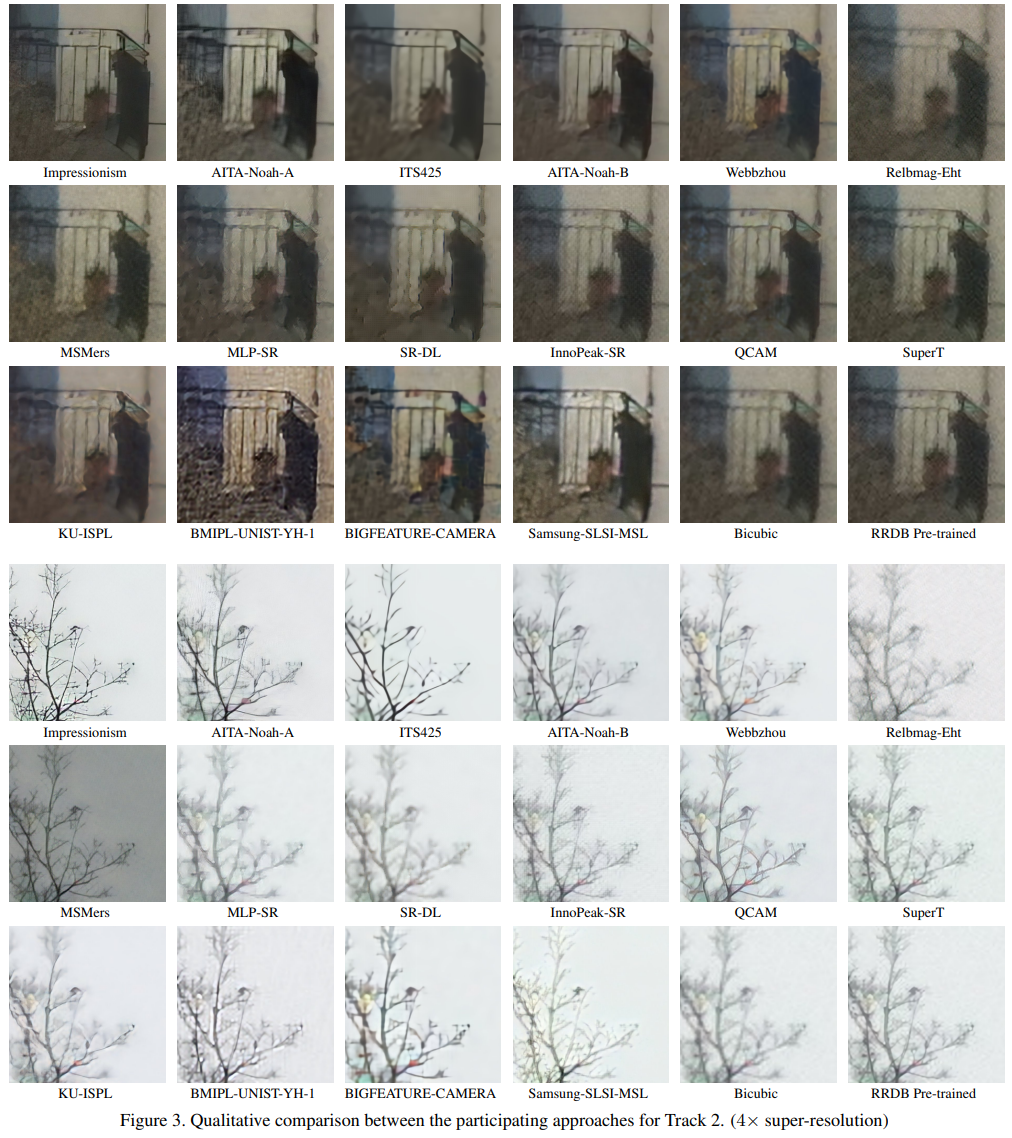 Impressionism AITA-Noah-A ITS425 AITA-Noah-B Webbzhou Relbmag-Eht
MSMers MLP-SR SR-DL InnoPeak-SR QCAM SuperT
KU-ISPL BMIPL-UNIST-YH-1 BIGFEATURE-CAMERA Samsung-SLSI-MSL Bicubic RRDB Pre-trained
Impressionism AITA-Noah-A ITS425 AITA-Noah-B Webbzhou Relbmag-Eht
MSMers MLP-SR SR-DL InnoPeak-SR QCAM SuperT
KU-ISPL BMIPL-UNIST-YH-1 BIGFEATURE-CAMERA Samsung-SLSI-MSL Bicubic RRDB Pre-trained
Figure 3. Qualitative comparison between the participating approaches for Track 2. (4× super-resolution)